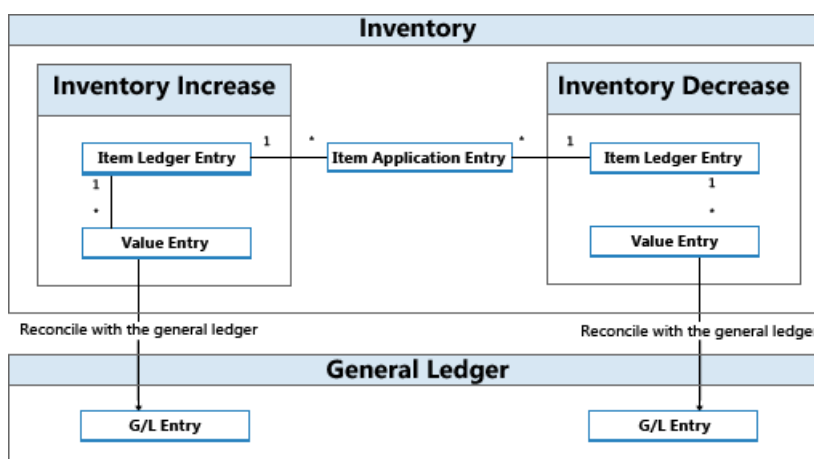 Inventory
Inventory Increase
Inventory Decrease
1
*
*
1
Item Ledger Entry
Item Application Entry
Item Ledger Entry
1
1
*
*
Value Entry
Value Entry
Reconcile with the general ledger
Reconcile with the general ledger
General Ledger
G/L Entry
G/L Entry